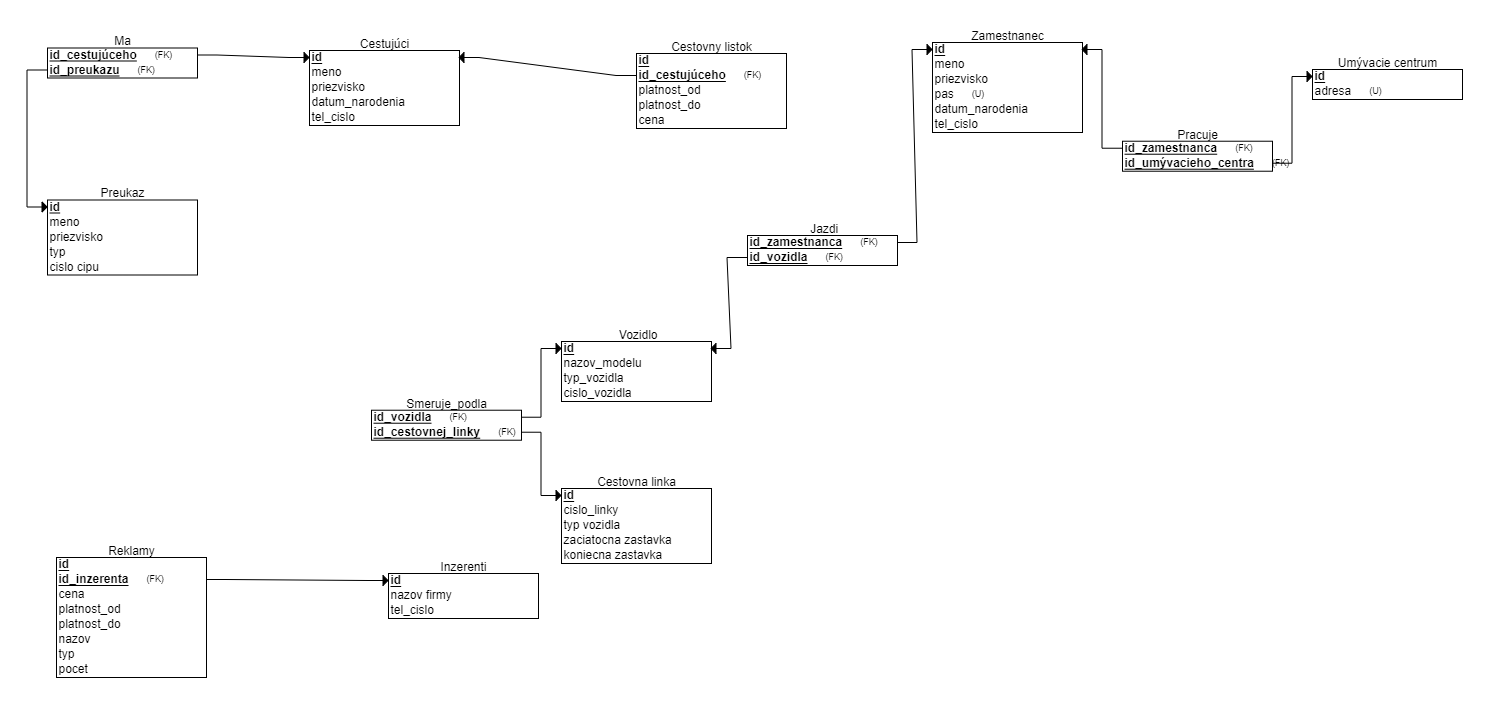 Ma
id_cestujúceho (FK)
id_preukazu (FK)
Cestujúci
id
meno
priezvisko
datum_narodenia
tel_cislo
Cestovny listok
id
id_cestujúceho (FK)
platnost_od
platnost_do
cena
Zamestnanec
id
meno
priezvisko
pas (U)
datum_narodenia
tel_cislo
Umývacie centrum
id
adresa (U)
Pracuje
id_zamestnanca (FK)
id_umývacieho_centra (FK)
Preukaz
id
meno
priezvisko
typ
cislo cipu
Jazdi
id_zamestnanca (FK)
id_vozidla (FK)
Vozidlo
id
nazov_modelu
typ_vozidla
cislo_vozidla
Smeruje_podla
id_vozidla (FK)
id_cestovnej_linky (FK)
Cestovna linka
id
cislo_linky
typ vozidla
zaciatocna zastavka
koniecna zastavka
Reklamy
id
id_inzerenta (FK)
cena
platnost_od
platnost_do
nazov
typ
pocet
Inzerenti
id
nazov firmy
tel_cislo